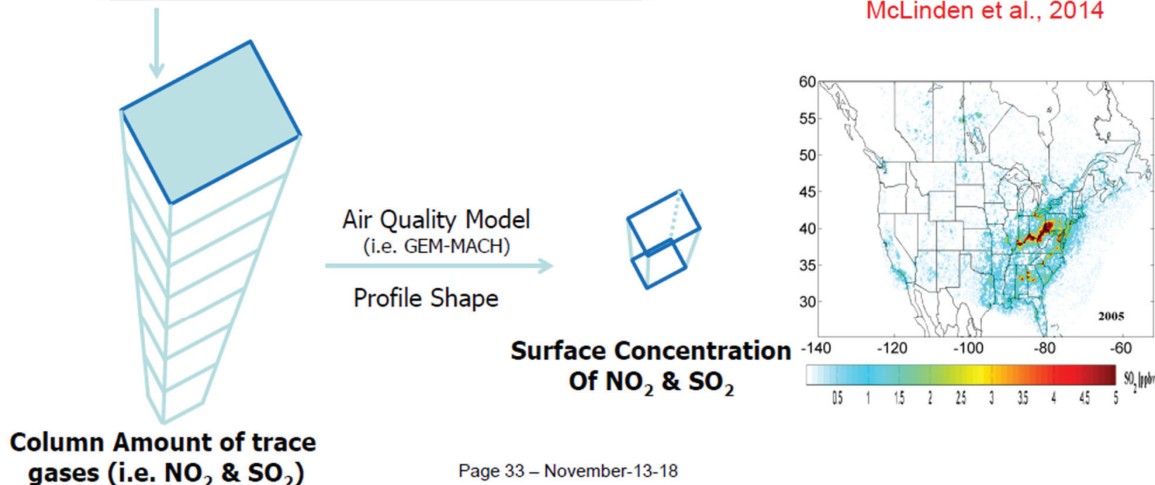 McLinden et al., 2014
Air Quality Model
(i.e. GEM-MACH)
Profile Shape
Surface Concentration
Of NO₂ & SO₂
Column Amount of trace
gases (i.e. NO₂ & SO₂)
60
55
50
45
40
35
30
2005
-140 -120 -100 -80 -60
SO₂ [ppbv
0.5 1 1.5 2 2.5 3 3.5 4 4.5 5
Page 33 – November-13-18